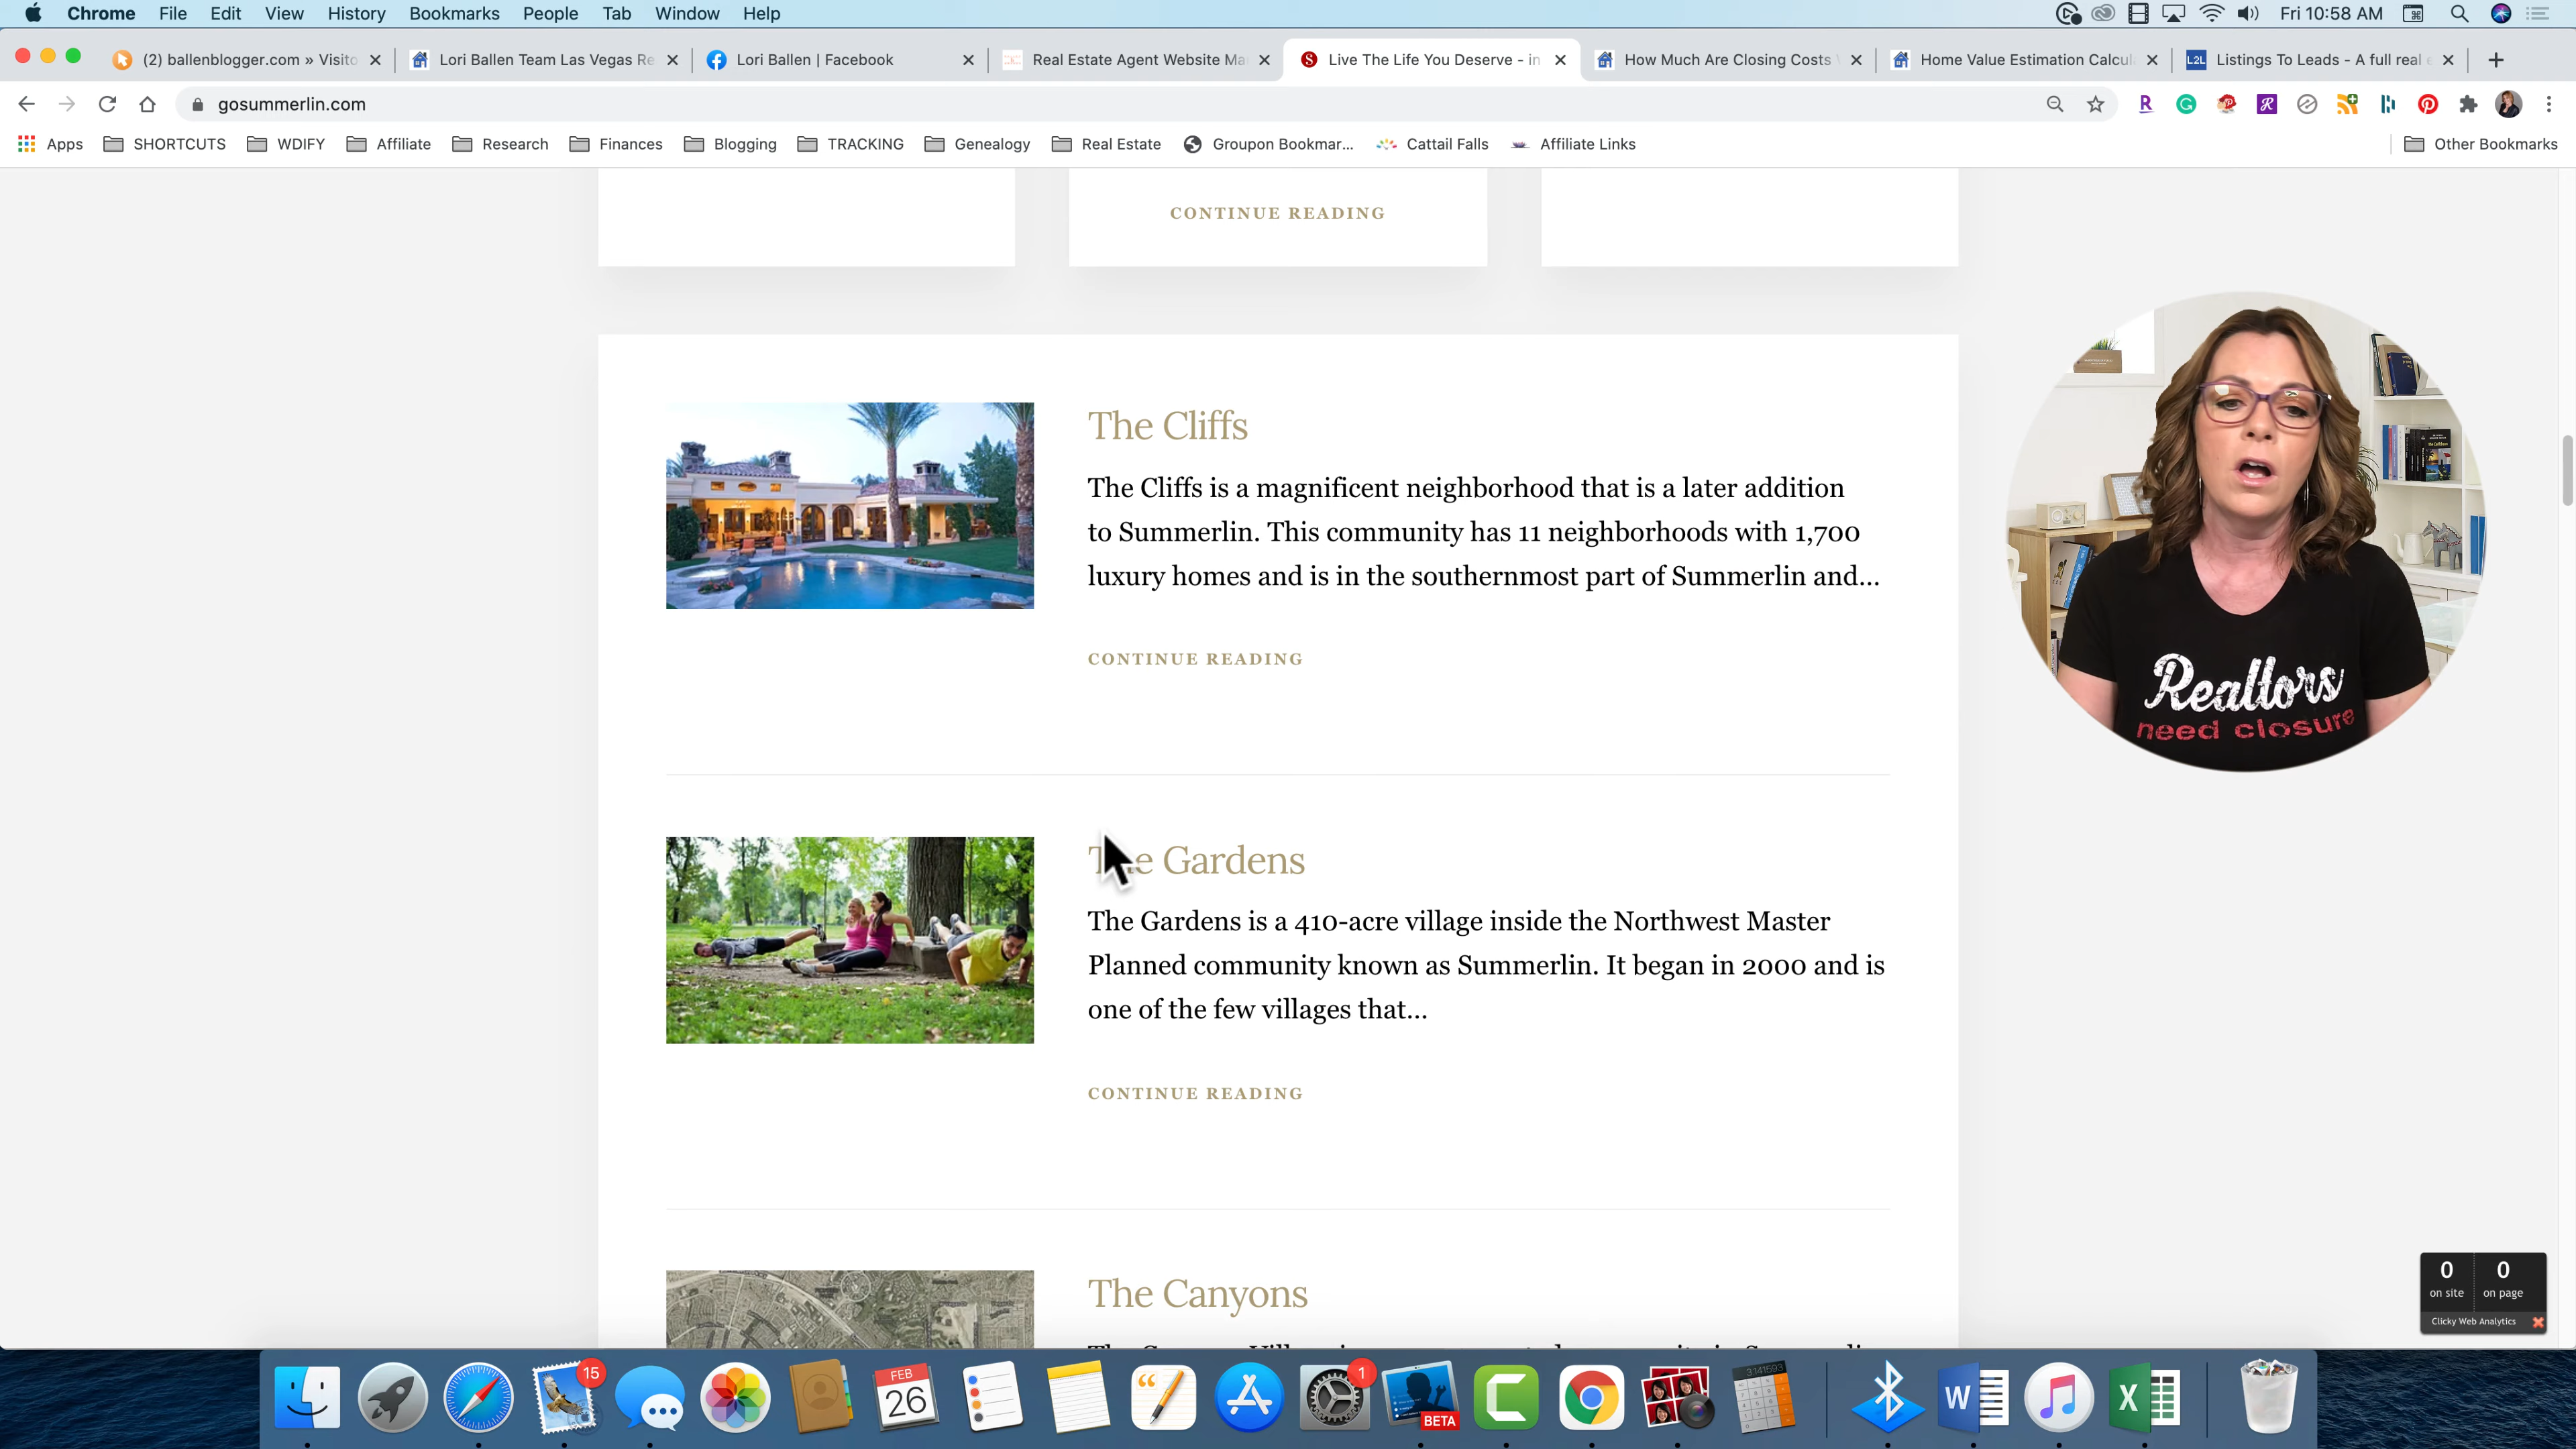 Chrome File Edit View History Bookmarks People Tab Window Help Fri 10:58 AM
(2) ballenblogger.com » Visito Lori Ballen Team Las Vegas Re Lori Ballen | Facebook Real Estate Agent Website Ma Live The Life You Deserve - in How Much Are Closing Costs Home Value Estimation Calcul L2L Listings To Leads - A full real e
gosummerlin.com
Apps SHORTCUTS WDIFY Affiliate Research Finances Blogging TRACKING Genealogy Real Estate Groupon Bookmar... Cattail Falls Affiliate Links Other Bookmarks
CONTINUE READING
The Cliffs
The Cliffs is a magnificent neighborhood that is a later addition
to Summerlin. This community has 11 neighborhoods with 1,700
luxury homes and is in the southernmost part of Summerlin and...
CONTINUE READING
Realtors
need closure
The Gardens
The Gardens is a 410-acre village inside the Northwest Master
Planned community known as Summerlin. It began in 2000 and is
one of the few villages that...
CONTINUE READING
The Canyons
0 0
on site on page
Clicky Web Analytics
15
FEB
26
1
BETA
3.141593
W
X